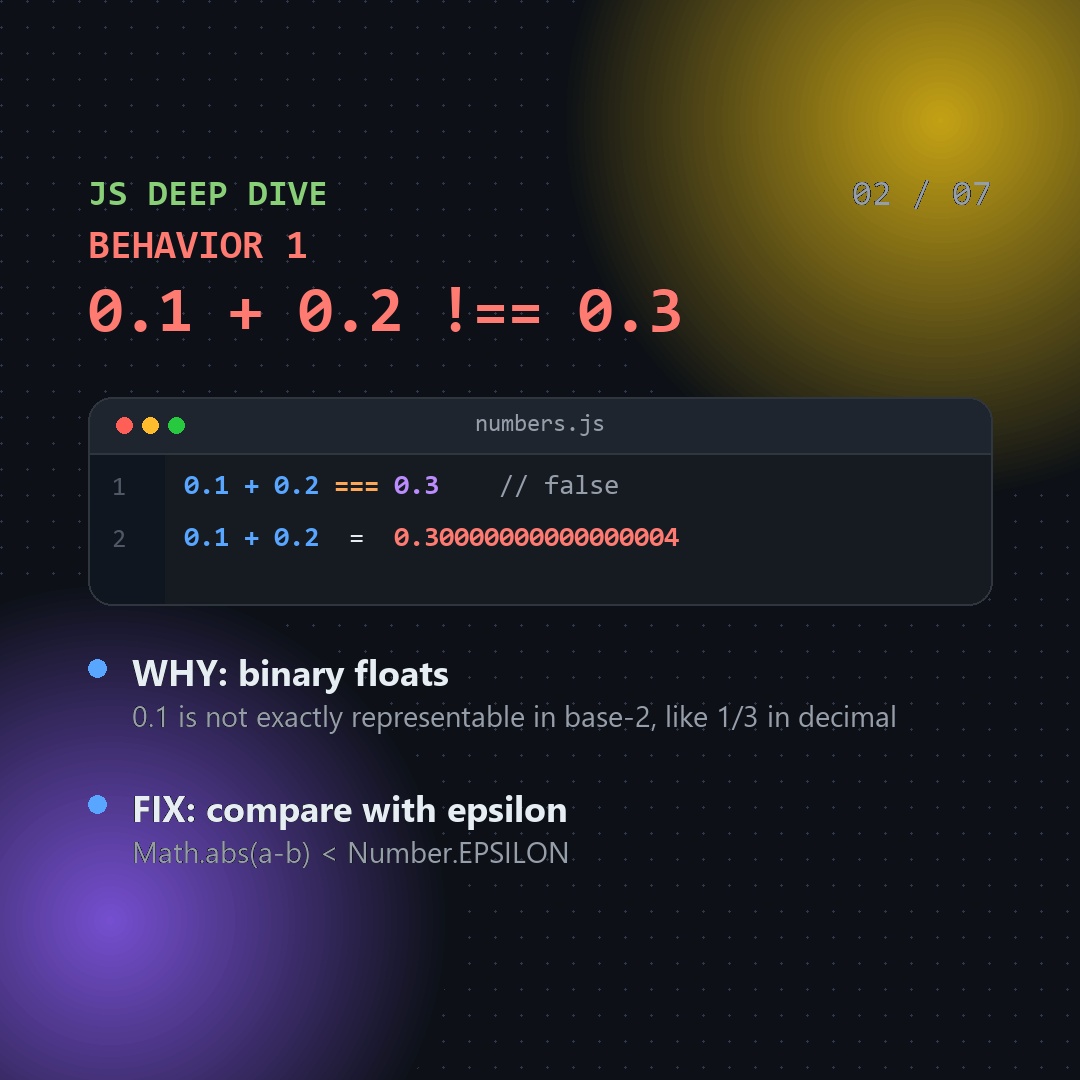 JS DEEP DIVE
02 / 07
BEHAVIOR 1
0.1 + 0.2 !== 0.3
numbers.js
1 0.1 + 0.2 === 0.3 // false
2 0.1 + 0.2 = 0.30000000000000004
WHY: binary floats
0.1 is not exactly representable in base-2, like 1/3 in decimal
FIX: compare with epsilon
Math.abs(a-b) < Number.EPSILON